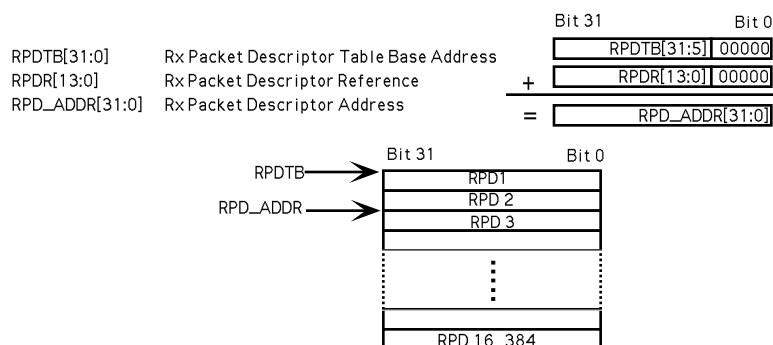 Bit 31 Bit 0
RPDTB[31:0] Rx Packet Descriptor Table Base Address RPDTB[31:5] 00000
RPDR[13:0] Rx Packet Descriptor Reference + RPDR[13:0] 00000
RPD_ADDR[31:0] Rx Packet Descriptor Address = RPD_ADDR[31:0]
Bit 31 Bit 0
RPDTB RPD1
RPD 2
RPD_ADDR
RPD 3
RPD 16 384